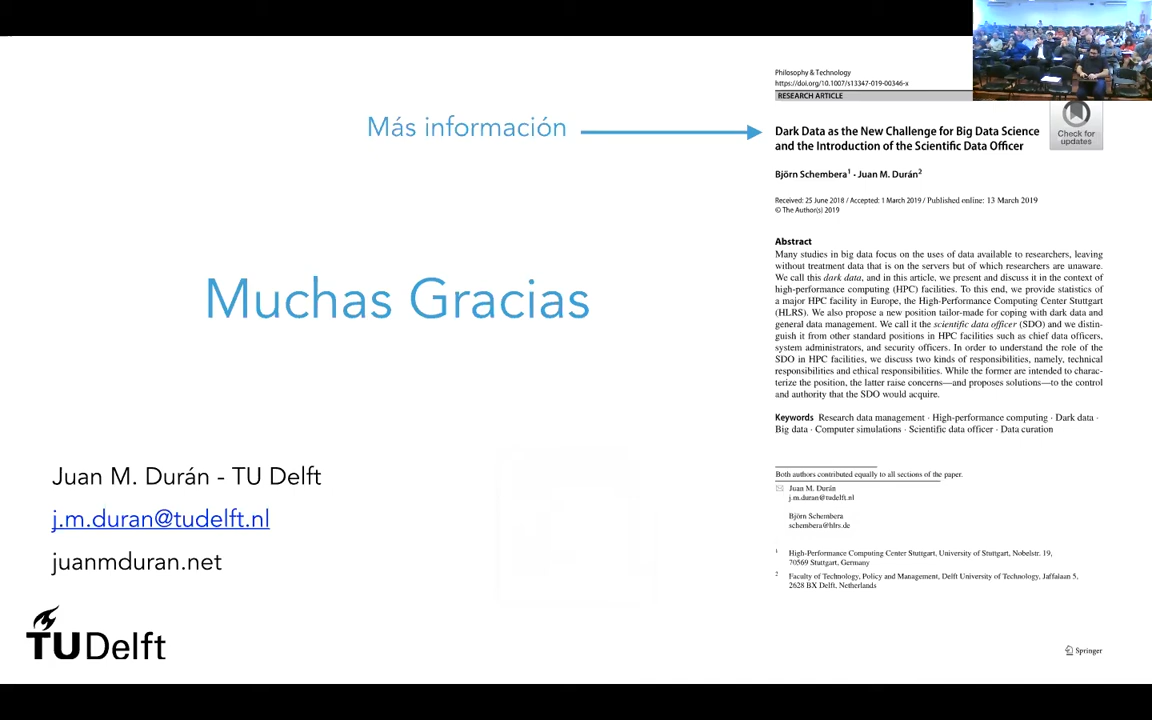 Más información
Muchas Gracias
Juan M. Durán - TU Delft
j.m.duran@tudelft.nl
juanmduran.net
TUDelft
Philosophy & Technology
https://doi.org/10.1007/s13347-019-00346-x
RESEARCH ARTICLE
Check for
updates
Dark Data as the New Challenge for Big Data Science
and the Introduction of the Scientific Data Officer
Björn Schembera1 · Juan M. Durán2
Received: 25 June 2018 / Accepted: 1 March 2019 / Published online: 13 March 2019
© The Author(s) 2019
Abstract
Many studies in big data focus on the uses of data available to researchers, leaving
without treatment data that is on the servers but of which researchers are unaware.
We call this dark data, and in this article, we present and discuss it in the context of
high-performance computing (HPC) facilities. To this end, we provide statistics of
a major HPC facility in Europe, the High-Performance Computing Center Stuttgart
(HLRS). We also propose a new position tailor-made for coping with dark data and
general data management. We call it the scientific data officer (SDO) and we distin-
guish it from other standard positions in HPC facilities such as chief data officers,
system administrators, and security officers. In order to understand the role of the
SDO in HPC facilities, we discuss two kinds of responsibilities, namely, technical
responsibilities and ethical responsibilities. While the former are intended to charac-
terize the position, the latter raise concerns—and proposes solutions—to the control
and authority that the SDO would acquire.
Keywords Research data management · High-performance computing · Dark data ·
Big data · Computer simulations · Scientific data officer · Data curation
Both authors contributed equally to all sections of the paper.
Juan M. Durán
j.m.duran@tudelft.nl
Björn Schembera
schembera@hlrs.de
1 High-Performance Computing Center Stuttgart, University of Stuttgart, Nobelstr. 19,
70569 Stuttgart, Germany
2 Faculty of Technology, Policy and Management, Delft University of Technology, Jaffalaan 5,
2628 BX Delft, Netherlands
Springer